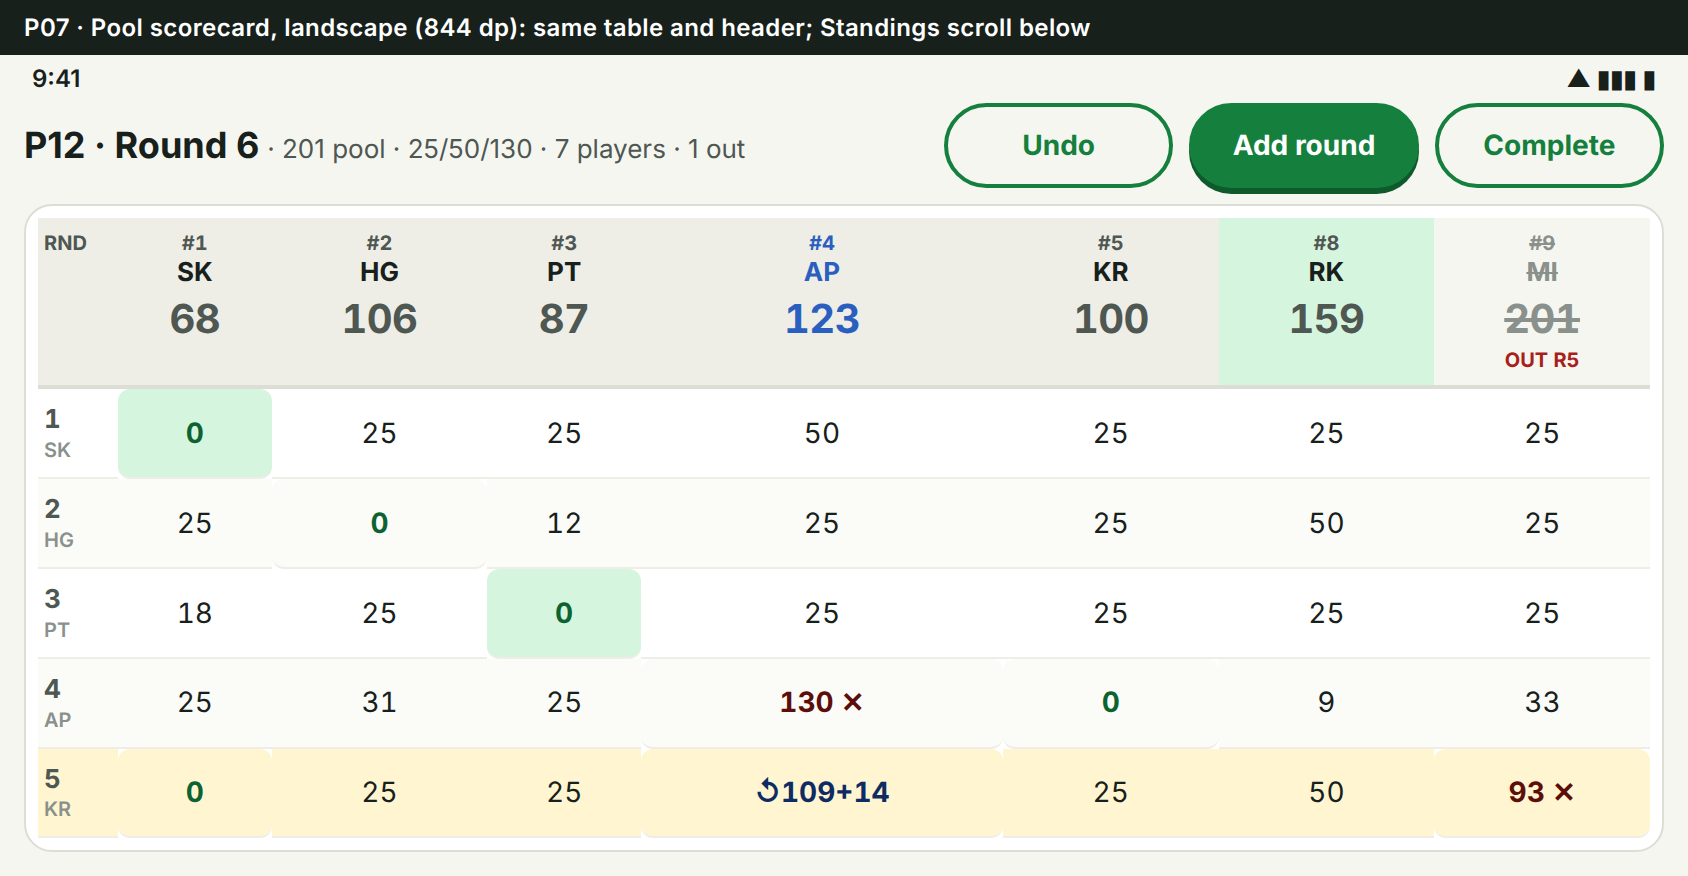 P07 · Pool scorecard, landscape (844 dp): same table and header; Standings scroll below
9:41
P12 · Round 6 · 201 pool · 25/50/130 · 7 players · 1 out
Undo
Add round
Complete
RND #1 #2 #3 #4 #5 #8 #9
SK HG PT AP KR RK MI
68 106 87 123 100 159 201
OUT R5
1 0 25 25 50 25 25 25
SK
2 25 0 12 25 25 50 25
HG
3 18 25 0 25 25 25 25
PT
4 25 31 25 130 × 0 9 33
AP
5 0 25 25 ↺109+14 25 50 93 ×
KR